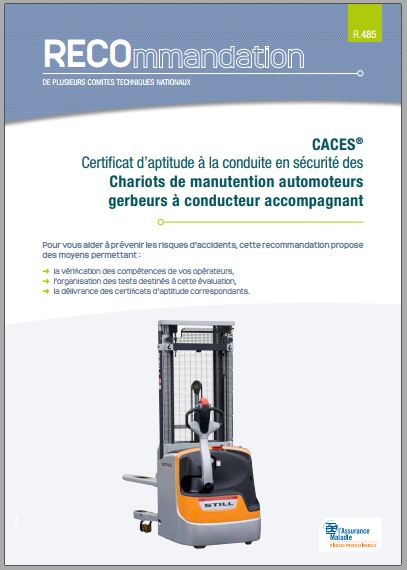 R.485
RECOmmandation
DE PLUSIEURS COMITES TECHNIQUES NATIONAUX
CACES®
Certificat d'aptitude à la conduite en sécurité des
Chariots de manutention automoteurs
gerbeurs à conducteur accompagnant
Pour vous aider à prévenir les risques d'accidents, cette recommandation propose
des moyens permettant :
➔ la vérification des compétences de vos opérateurs,
➔ l'organisation des tests destinés à cette évaluation,
➔ la délivrance des certificats d'aptitude correspondants.
STILL
STILL
l'Assurance
Maladie
RISQUES PROFESSIONNELS